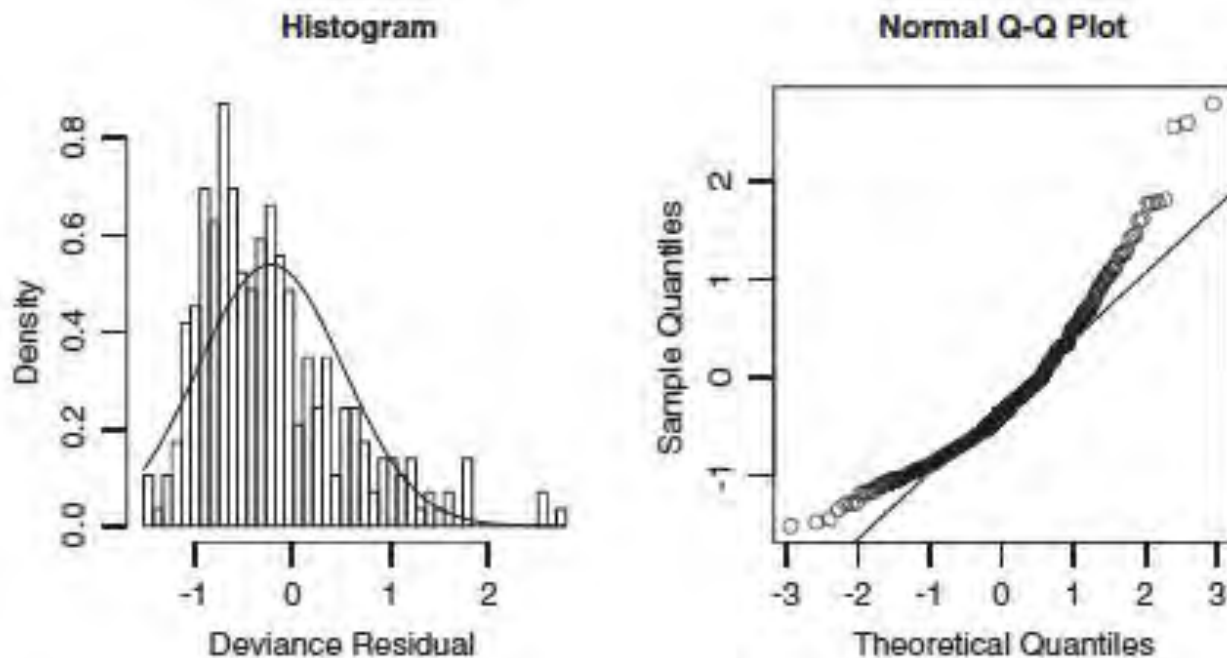 Histogram
Density
0.0 0.2 0.4 0.6 0.8
-1 0 1 2
Deviance Residual
Normal Q-Q Plot
Sample Quantiles
-1 0 1 2
-3 -2 -1 0 1 2 3
Theoretical Quantiles